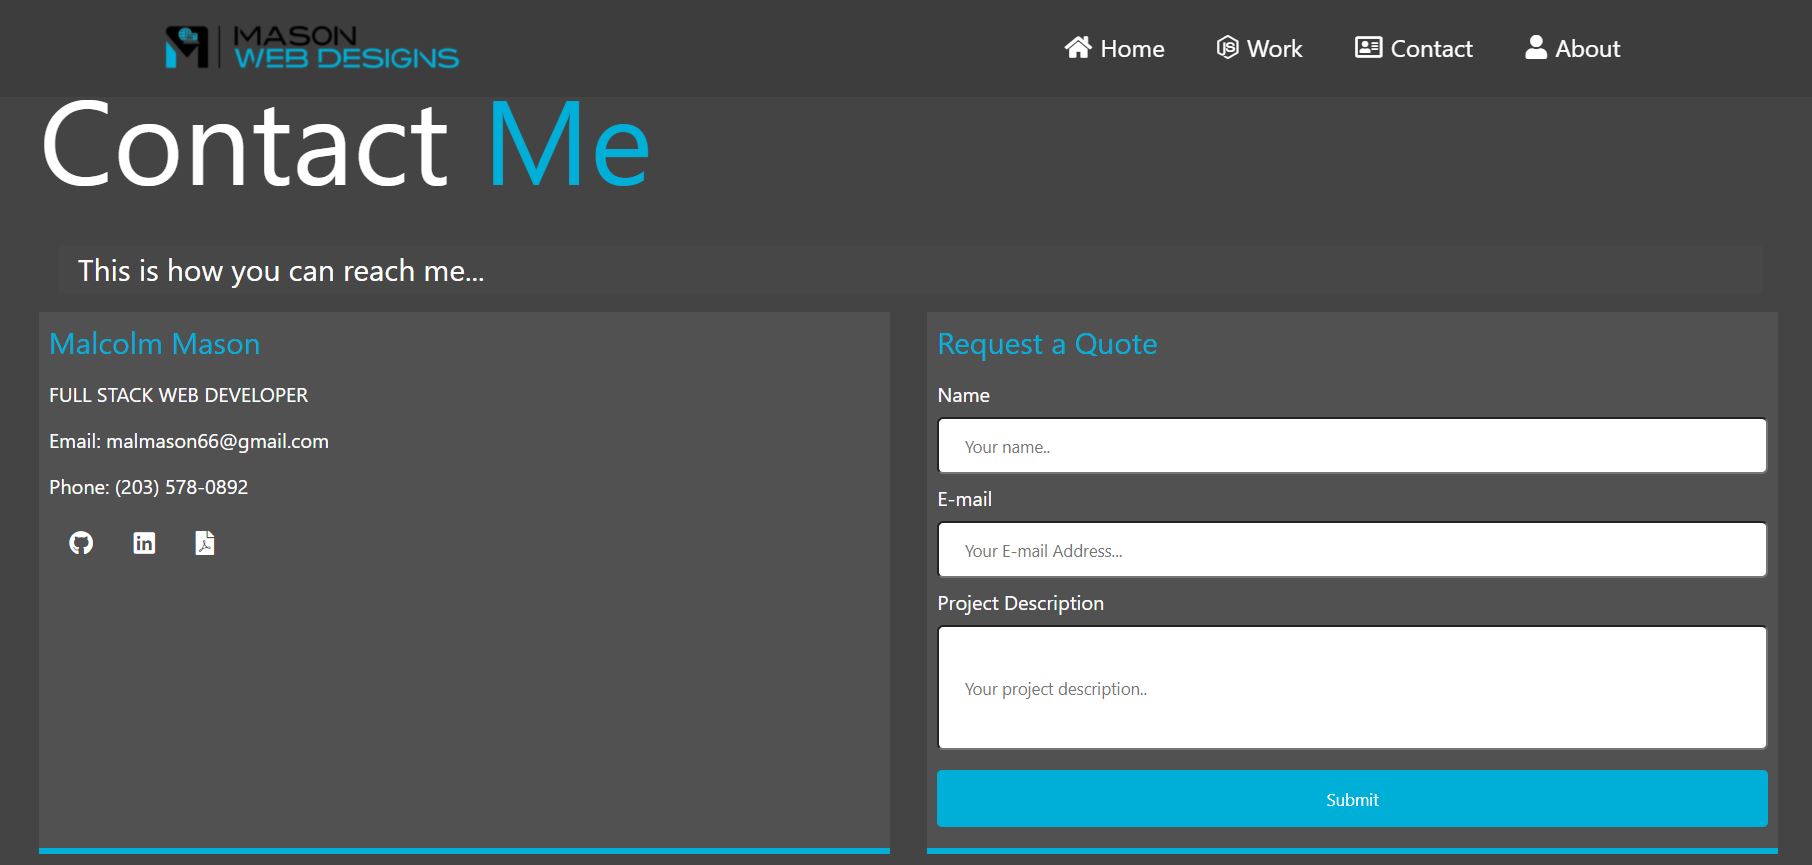 MASON
WEB DESIGNS
Home Work Contact About
Contact Me
This is how you can reach me...
Malcolm Mason
FULL STACK WEB DEVELOPER
Email: malmason66@gmail.com
Phone: (203) 578-0892
Request a Quote
Name
Your name..
E-mail
Your E-mail Address...
Project Description
Your project description..
Submit